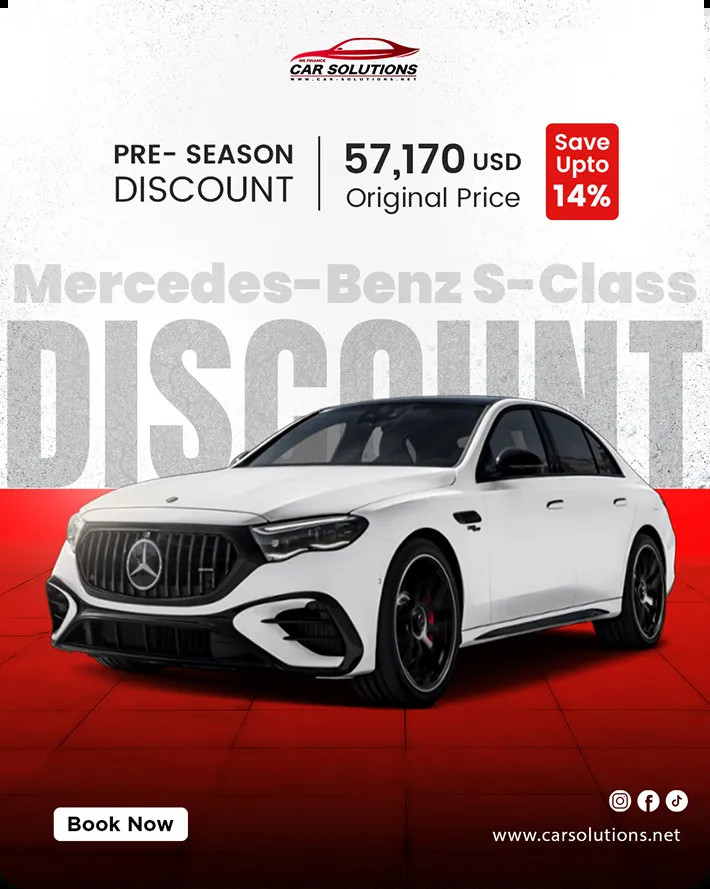 WE FINANCE
CAR SOLUTIONS
WWW.CAR-SOLUTIONS.NET
PRE- SEASON
DISCOUNT
57,170 USD
Original Price
Save
Upto
14%
Mercedes-Benz S-Class
DISCOUNT
Book Now
www.carsolutions.net